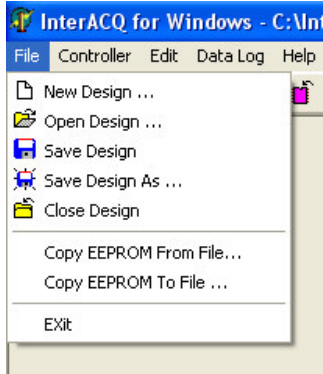 InterACQ for Windows - C:\Int
File Controller Edit Data Log Help
New Design ...
Open Design ...
Save Design
Save Design As ...
Close Design
Copy EEPROM From File...
Copy EEPROM To File ...
EXit